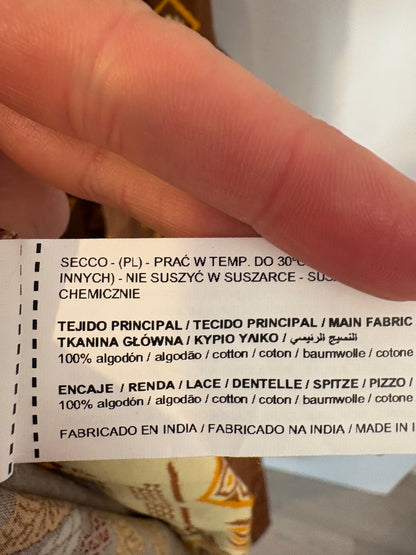 SECCO - (PL) - PRAĆ W TEMP. DO 30°C
INNYCH) - NIE SUSZYĆ W SUSZARCE -
CHEMICZNIE
TEJIDO PRINCIPAL / TECIDO PRINCIPAL / MAIN FABRIC
TKANINA GŁÓWNA / ΚΥΡΙΟ ΥΛΙΚΟ / النسيج الرئيسي
100% algodón / algodão / cotton / coton / baumwolle / cotone
ENCAJE / RENDA / LACE / DENTELLE / SPITZE / PIZZO /
100% algodón / algodão / cotton / coton / baumwolle / cotone
FABRICADO EN INDIA / FABRICADO NA INDIA / MADE IN